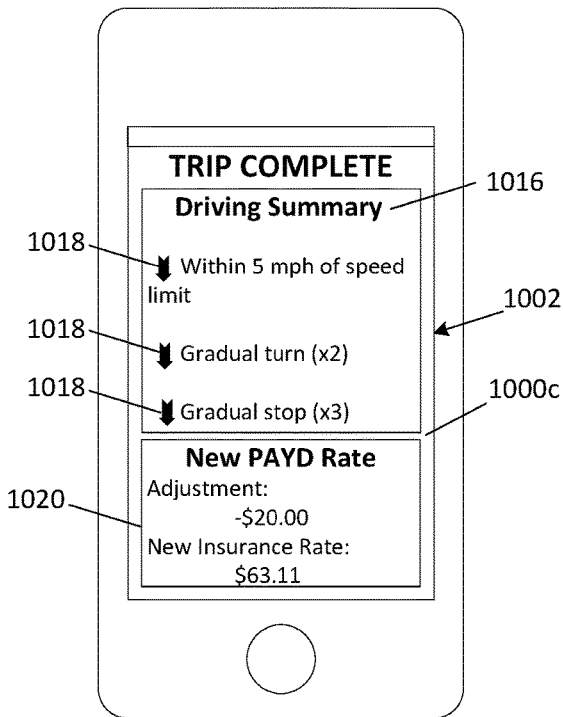 TRIP COMPLETE
Driving Summary
1016
1018
Within 5 mph of speed
limit
1002
1018
Gradual turn (x2)
1018
Gradual stop (x3)
1000c
New PAYD Rate
1020
Adjustment:
-$20.00
New Insurance Rate:
$63.11